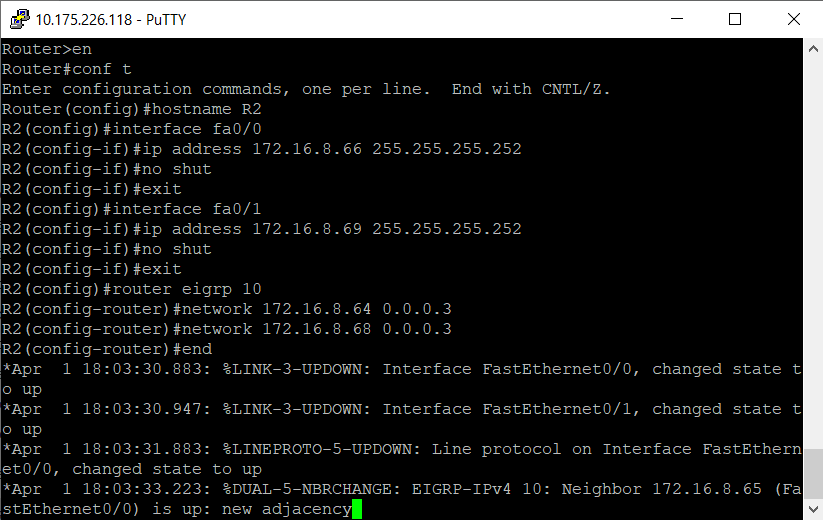 10.175.226.118 - PuTTY
Router>en
Router#conf t
Enter configuration commands, one per line.  End with CNTL/Z.
Router(config)#hostname R2
R2(config)#interface fa0/0
R2(config-if)#ip address 172.16.8.66 255.255.255.252
R2(config-if)#no shut
R2(config-if)#exit
R2(config)#interface fa0/1
R2(config-if)#ip address 172.16.8.69 255.255.255.252
R2(config-if)#no shut
R2(config-if)#exit
R2(config)#router eigrp 10
R2(config-router)#network 172.16.8.64 0.0.0.3
R2(config-router)#network 172.16.8.68 0.0.0.3
R2(config-router)#end
*Apr  1 18:03:30.883: %LINK-3-UPDOWN: Interface FastEthernet0/0, changed state t
o up
*Apr  1 18:03:30.947: %LINK-3-UPDOWN: Interface FastEthernet0/1, changed state t
o up
*Apr  1 18:03:31.883: %LINEPROTO-5-UPDOWN: Line protocol on Interface FastEthern
et0/0, changed state to up
*Apr  1 18:03:33.223: %DUAL-5-NBRCHANGE: EIGRP-IPv4 10: Neighbor 172.16.8.65 (Fa
stEthernet0/0) is up: new adjacency